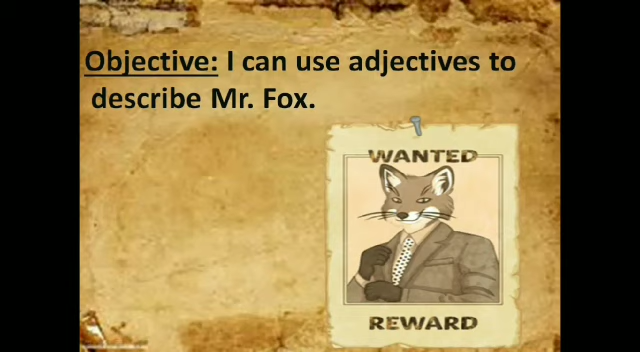 Objective: I can use adjectives to
describe Mr. Fox.
WANTED
REWARD